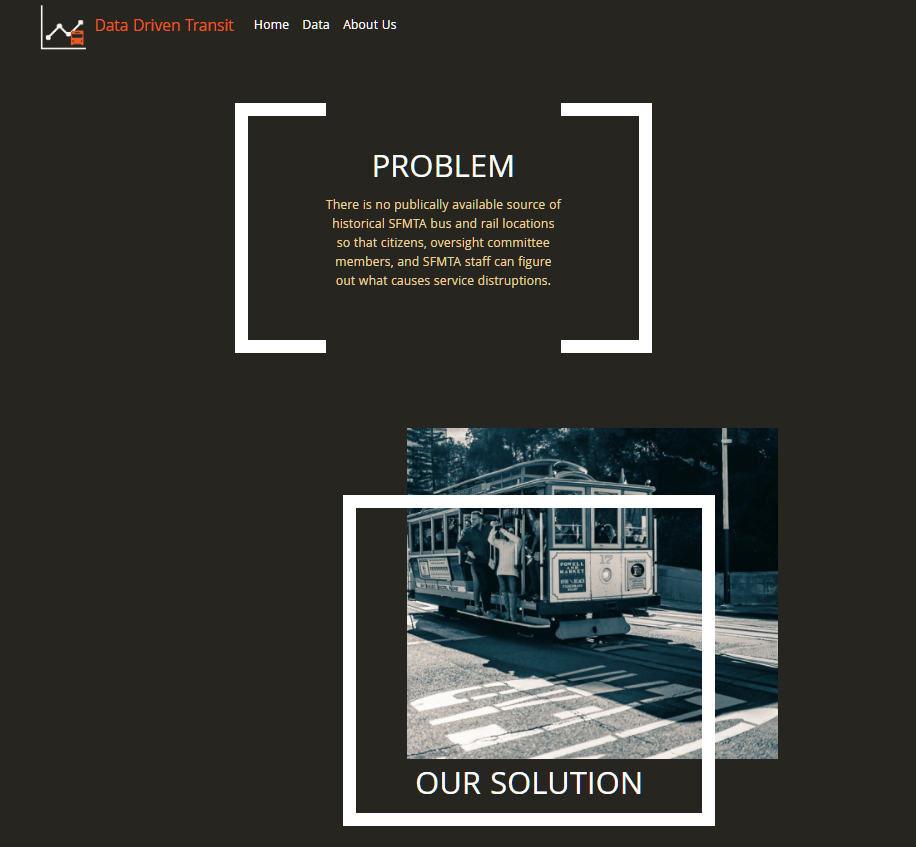 Data Driven Transit Home Data About Us
PROBLEM
There is no publically available source of
historical SFMTA bus and rail locations
so that citizens, oversight committee
members, and SFMTA staff can figure
out what causes service distruptions.
17
POWELL
AND
MARKET
OUR SOLUTION